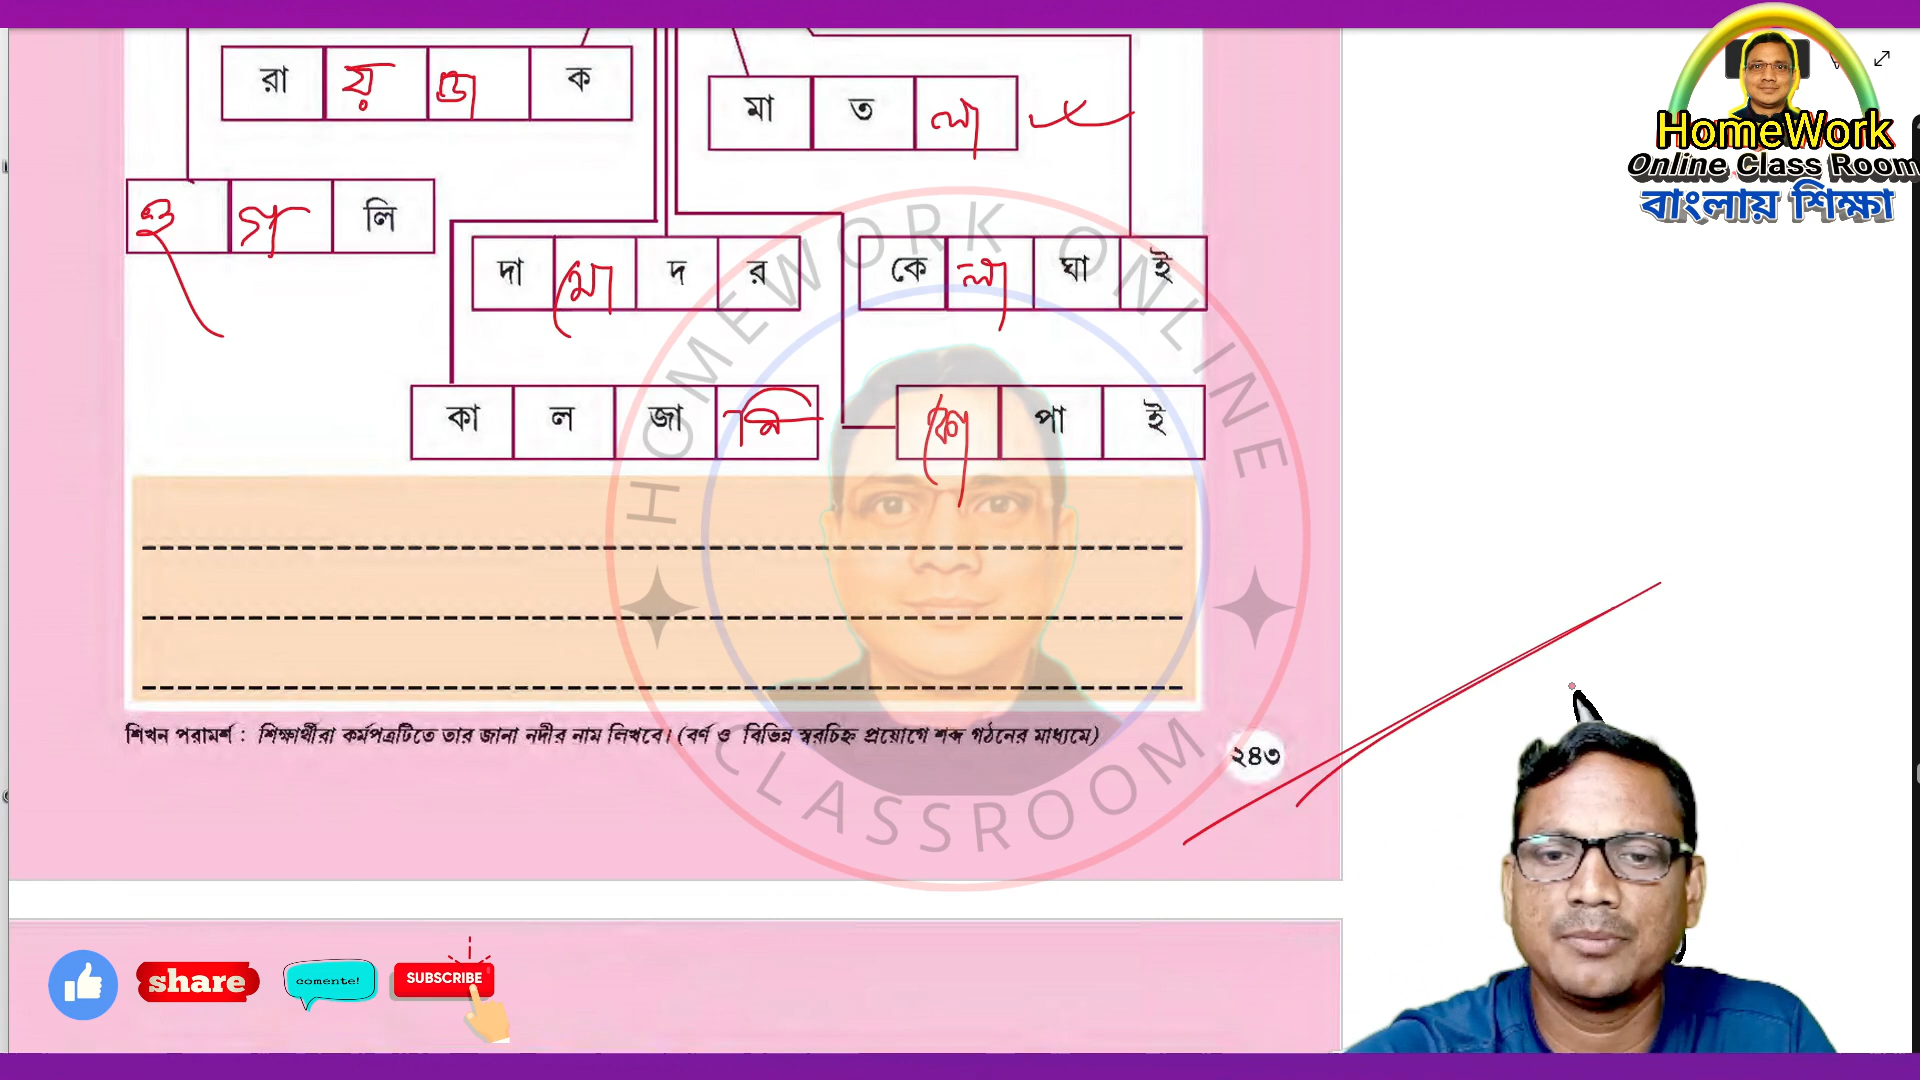 রা য় ডা ক
মা ত লা
হু গ লি
দা মো দ র
কে লে ঘা ই
কা ল জা নি
কো পা ই
শিখন পরামর্শ : শিক্ষার্থীরা কর্মপত্রটিতে তার জানা নদীর নাম লিখবে। (বর্ণ ও বিভিন্ন স্বরচিহ্ন প্রয়োগে শব্দ গঠনের মাধ্যমে)
২৪৩
HOMEWORK ONLINE
CLASSROOM
HomeWork
Online Class Room
বাংলায় শিক্ষা
share
comente!
SUBSCRIBE